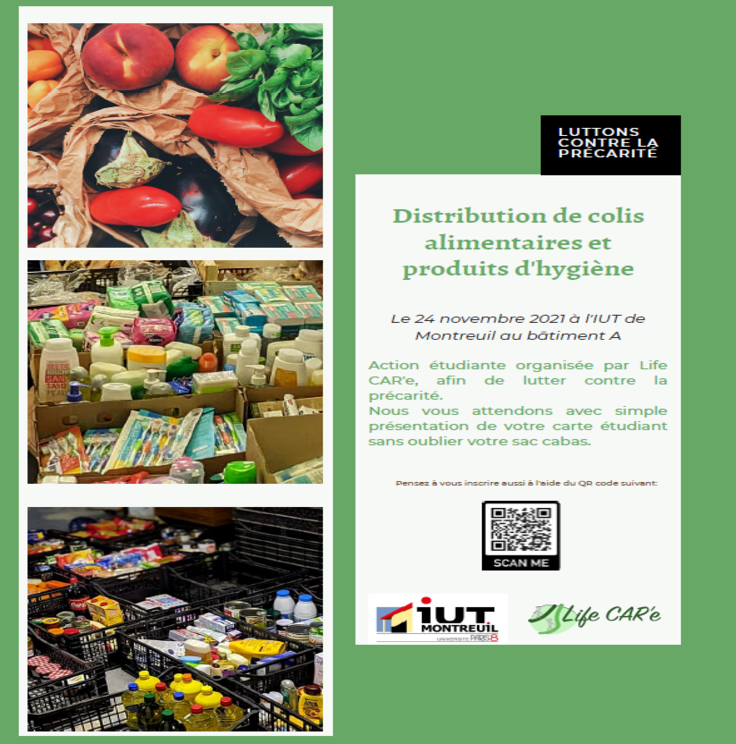 LUTTONS
CONTRE LA
PRÉCARITÉ
Distribution de colis
alimentaires et
produits d'hygiène
Le 24 novembre 2021 à l'IUT de
Montreuil au bâtiment A
Action étudiante organisée par Life
CAR'e, afin de lutter contre la
précarité.
Nous vous attendons avec simple
présentation de votre carte étudiant
sans oublier votre sac cabas.
Pensez à vous inscrire aussi à l'aide du QR code suivant:
SCAN ME
iUT
MONTREUIL
UNIVERSITÉ PARIS 8
Life CAR'e